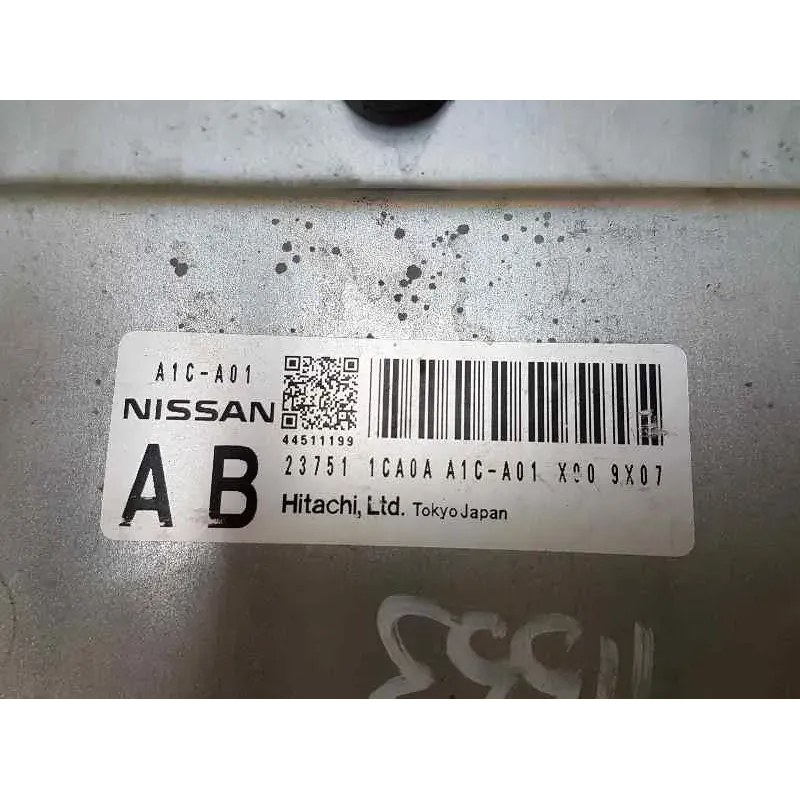 A1C-A01
NISSAN
44511199
A B
23751 1CA0A A1C-A01 X00 9X07
Hitachi, Ltd. Tokyo Japan